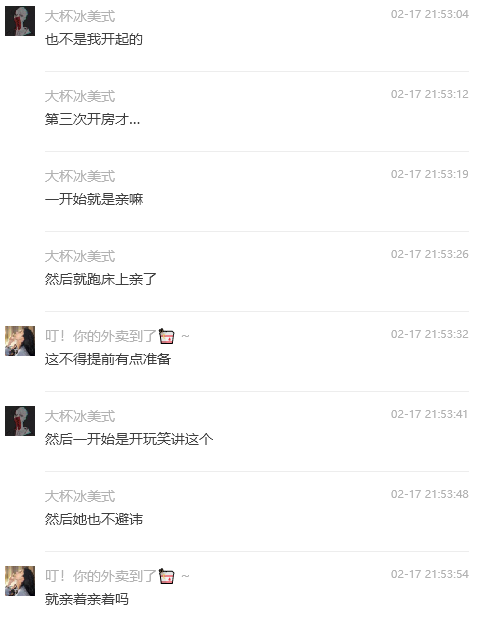 大杯冰美式 02-17 21:53:04
也不是我开起的
大杯冰美式 02-17 21:53:12
第三次开房才...
大杯冰美式 02-17 21:53:19
一开始就是亲嘛
大杯冰美式 02-17 21:53:26
然后就跑床上亲了
叮！你的外卖到了 ~ 02-17 21:53:32
这不得提前有点准备
大杯冰美式 02-17 21:53:41
然后一开始是开玩笑讲这个
大杯冰美式 02-17 21:53:48
然后她也不避讳
叮！你的外卖到了 ~ 02-17 21:53:54
就亲着亲着吗